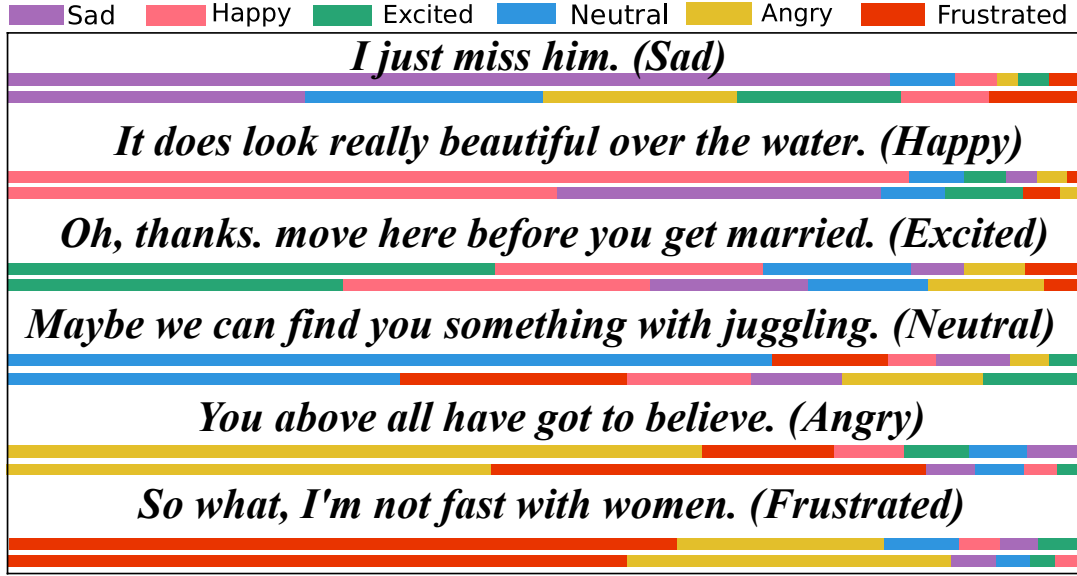 Sad Happy Excited Neutral Angry Frustrated
I just miss him. (Sad)
It does look really beautiful over the water. (Happy)
Oh, thanks. move here before you get married. (Excited)
Maybe we can find you something with juggling. (Neutral)
You above all have got to believe. (Angry)
So what, I'm not fast with women. (Frustrated)